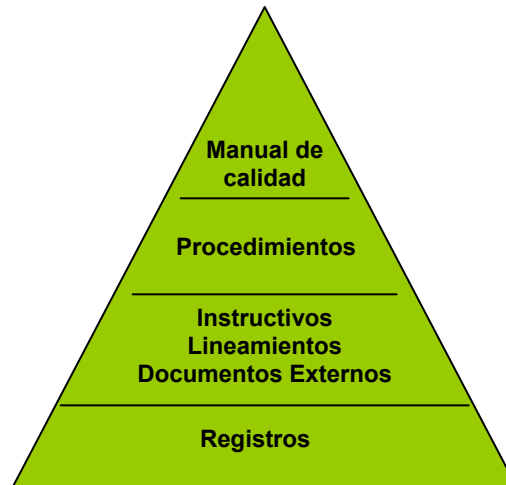 Manual de
calidad
Procedimientos
Instructivos
Lineamientos
Documentos Externos
Registros